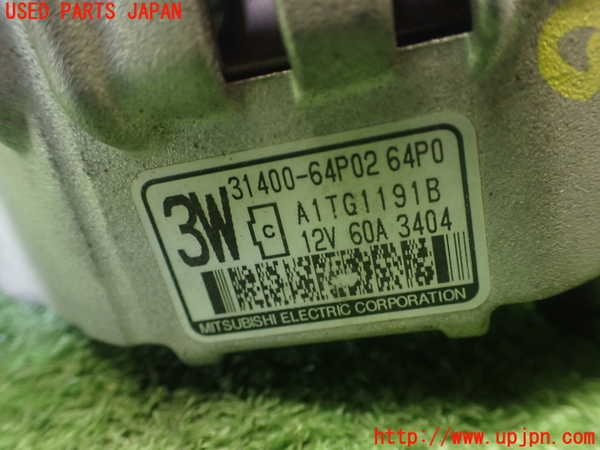 USED PARTS JAPAN
31400-64P02 64P0
3W
C
A1TG1191B
12V 60A 3404
MITSUBISHI ELECTRIC CORPORATION
http://www.upjpn.com